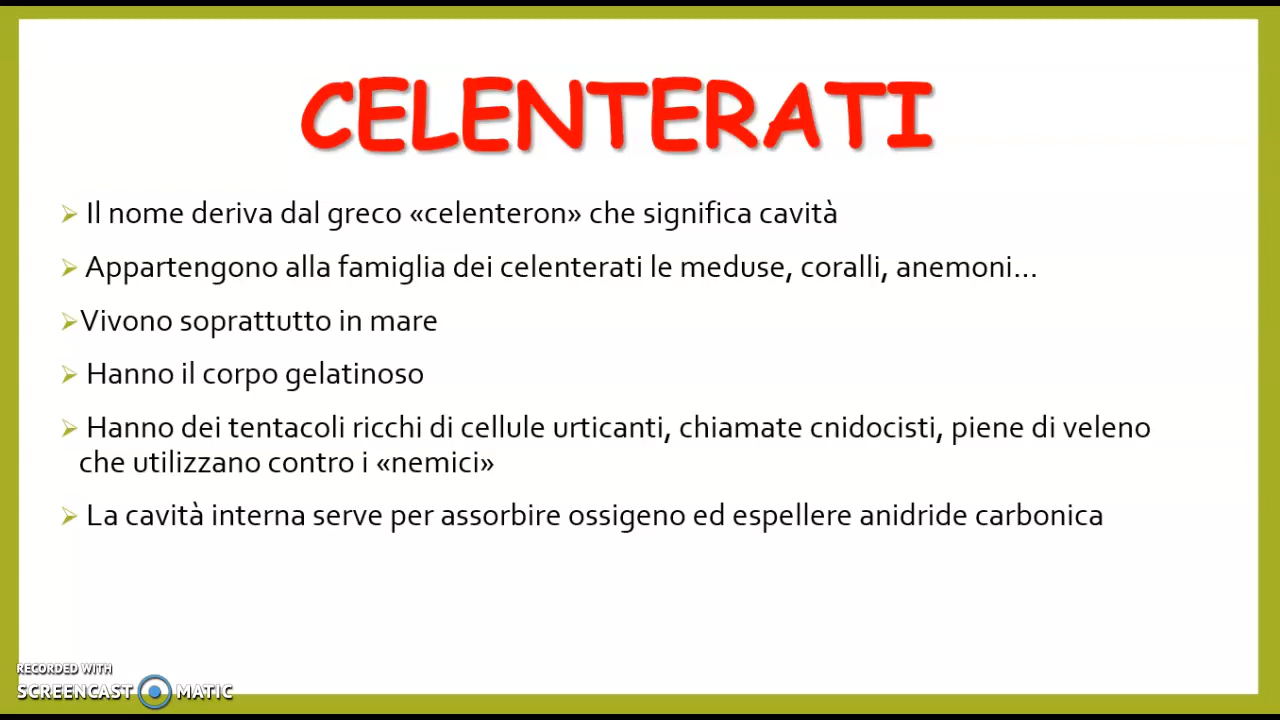 CELENTERATI
➢ Il nome deriva dal greco «celenteron» che significa cavità
➢ Appartengono alla famiglia dei celenterati le meduse, coralli, anemoni...
➢Vivono soprattutto in mare
➢ Hanno il corpo gelatinoso
➢ Hanno dei tentacoli ricchi di cellule urticanti, chiamate cnidocisti, piene di veleno
che utilizzano contro i «nemici»
➢ La cavità interna serve per assorbire ossigeno ed espellere anidride carbonica
RECORDED WITH
SCREENCAST MATIC